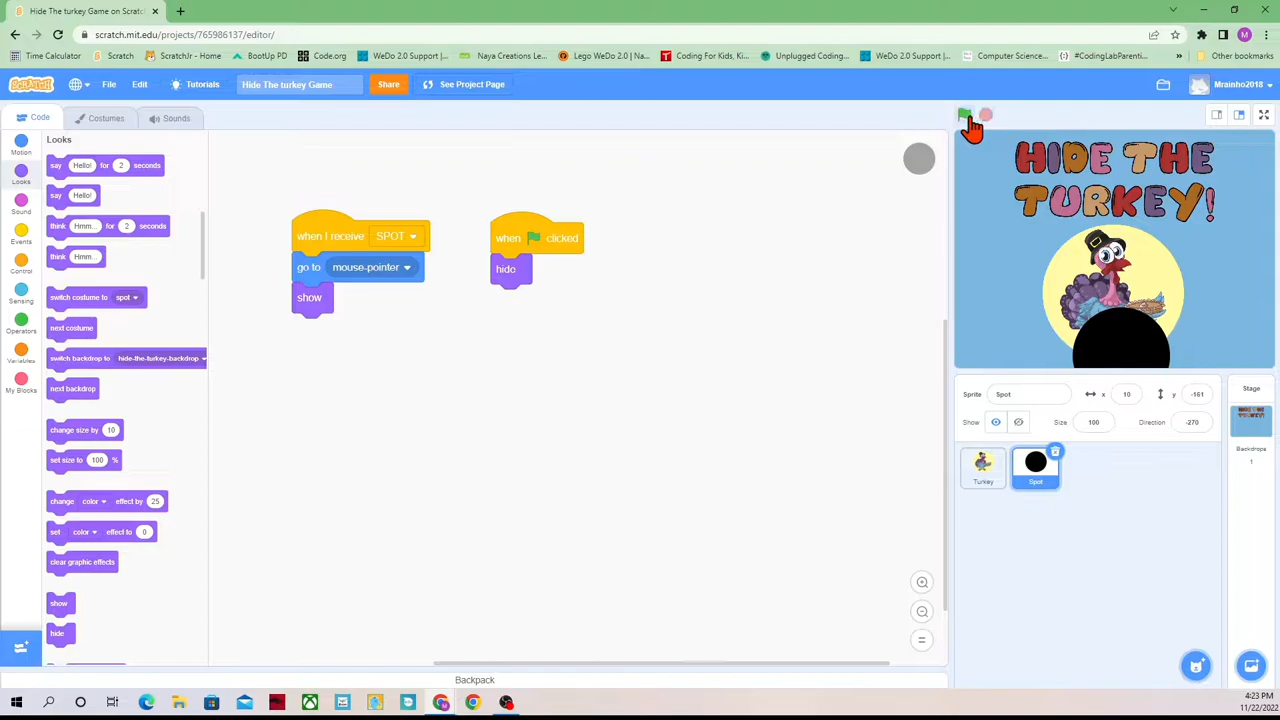 Hide The turkey Game on Scratc
scratch.mit.edu/projects/765986137/editor/
M
Time Calculator
Scratch
ScratchJr – Home
BootUP PD
Code.org
WeDo 2.0 Support |...
Naya Creations Le...
Lego WeDo 2.0 | Na...
Coding For Kids, Ki...
Unplugged Coding...
WeDo 2.0 Support |...
Computer Science...
{:} #CodingLabParenti...
Other bookmarks
SCRATCH
File
Edit
Tutorials
Hide The turkey Game
Share
See Project Page
Mrainho2018
Code
Costumes
Sounds
Motion
Looks
Sound
Events
Control
Sensing
Operators
Variables
My Blocks
Looks
say Hello! for 2 seconds
say Hello!
think Hmm... for 2 seconds
think Hmm...
switch costume to spot
next costume
switch backdrop to hide-the-turkey-backdrop
next backdrop
change size by 10
set size to 100 %
change color effect by 25
set color effect to 0
clear graphic effects
show
hide
when I receive SPOT
go to mouse-pointer
show
when clicked
hide
HIDE THE
TURKEY!
Sprite Spot x 10 y -161
Show Size 100 Direction -270
Turkey
Spot
Stage
HIDE THE
TURKEY!
Backdrops
1
Backpack
4:23 PM
11/22/2022